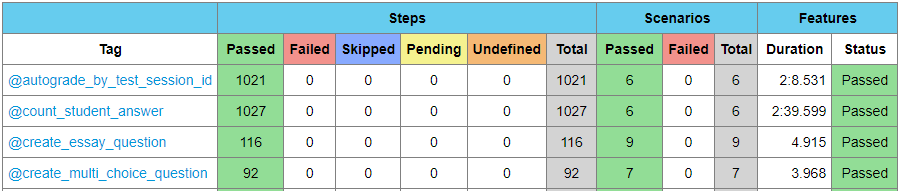 Steps Scenarios Features
Tag Passed Failed Skipped Pending Undefined Total Passed Failed Total Duration Status
@autograde_by_test_session_id 1021 0 0 0 0 1021 6 0 6 2:8.531 Passed
@count_student_answer 1027 0 0 0 0 1027 6 0 6 2:39.599 Passed
@create_essay_question 116 0 0 0 0 116 9 0 9 4.915 Passed
@create_multi_choice_question 92 0 0 0 0 92 7 0 7 3.968 Passed